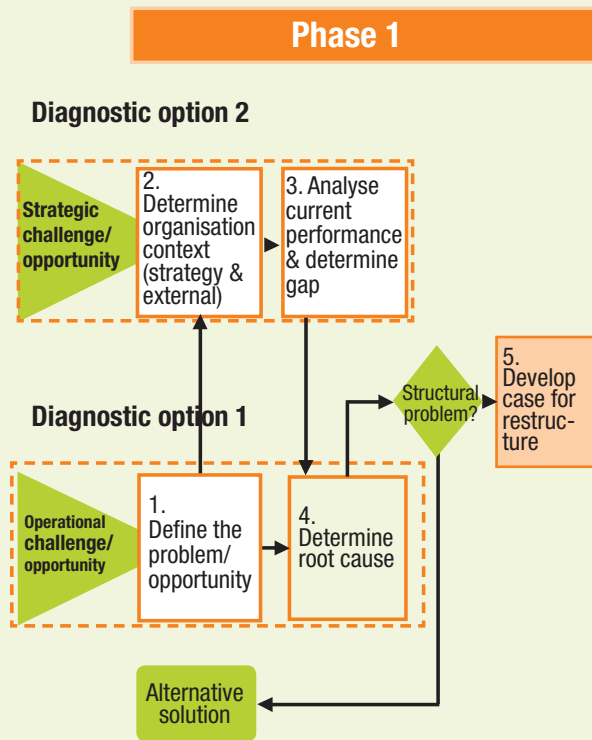 Phase 1
Diagnostic option 2
Strategic
challenge/
opportunity
2.
Determine
organisation
context
(strategy &
external)
3. Analyse
current
performance
& determine
gap
Structural
problem?
5.
Develop
case for
restruc-
ture
Diagnostic option 1
Operational
challenge/
opportunity
1.
Define the
problem/
opportunity
4.
Determine
root cause
Alternative
solution